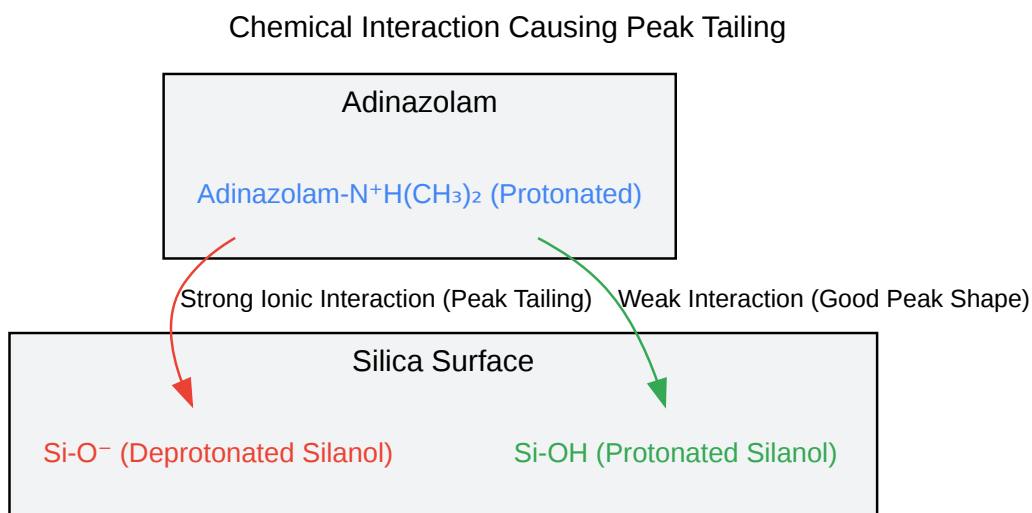 Chemical Interaction Causing Peak Tailing
Adinazolam
Adinazolam-N⁺H(CH₃)₂ (Protonated)
Strong Ionic Interaction (Peak Tailing)
Weak Interaction (Good Peak Shape)
Silica Surface
Si-O⁻ (Deprotonated Silanol)
Si-OH (Protonated Silanol)